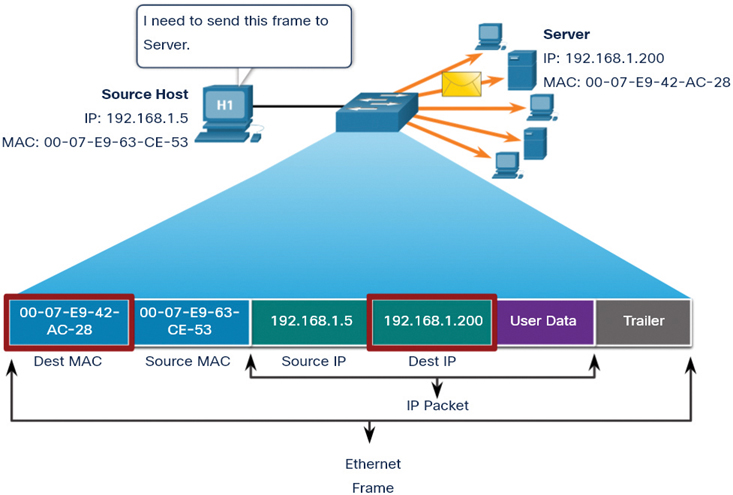 I need to send this frame to
Server.
Server
IP: 192.168.1.200
MAC: 00-07-E9-42-AC-28
Source Host
IP: 192.168.1.5
MAC: 00-07-E9-63-CE-53
H1
00-07-E9-42-
AC-28
00-07-E9-63-
CE-53
192.168.1.5
192.168.1.200
User Data
Trailer
Dest MAC
Source MAC
Source IP
Dest IP
IP Packet
Ethernet
Frame